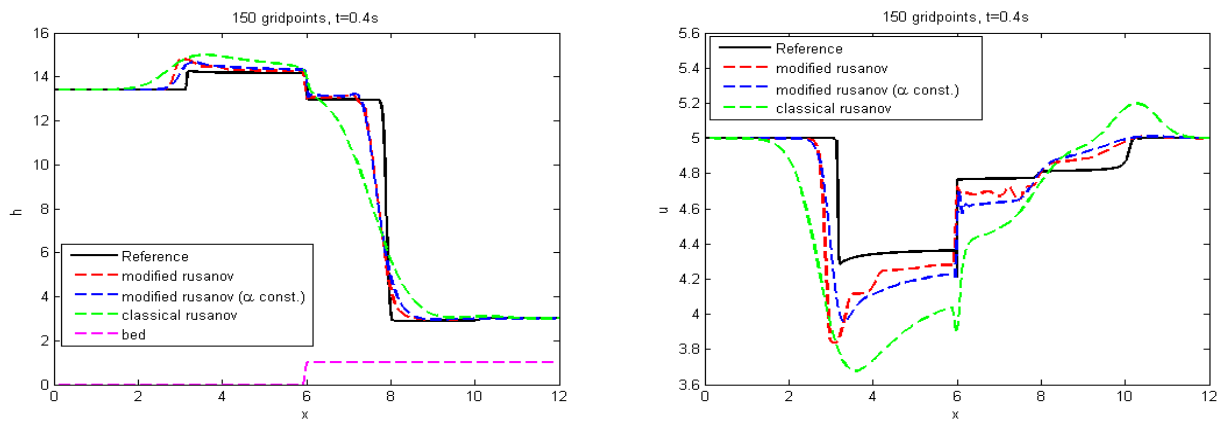 150 gridpoints, t=0.4s
16
14
12
10
8
6
4
2
0
h
Reference
modified rusanov
modified rusanov (α const.)
classical rusanov
bed
0 2 4 6 8 10 12
x
150 gridpoints, t=0.4s
5.6
5.4
5.2
5
4.8
4.6
4.4
4.2
4
3.8
3.6
u
Reference
modified rusanov
modified rusanov (α const.)
classical rusanov
0 2 4 6 8 10 12
x